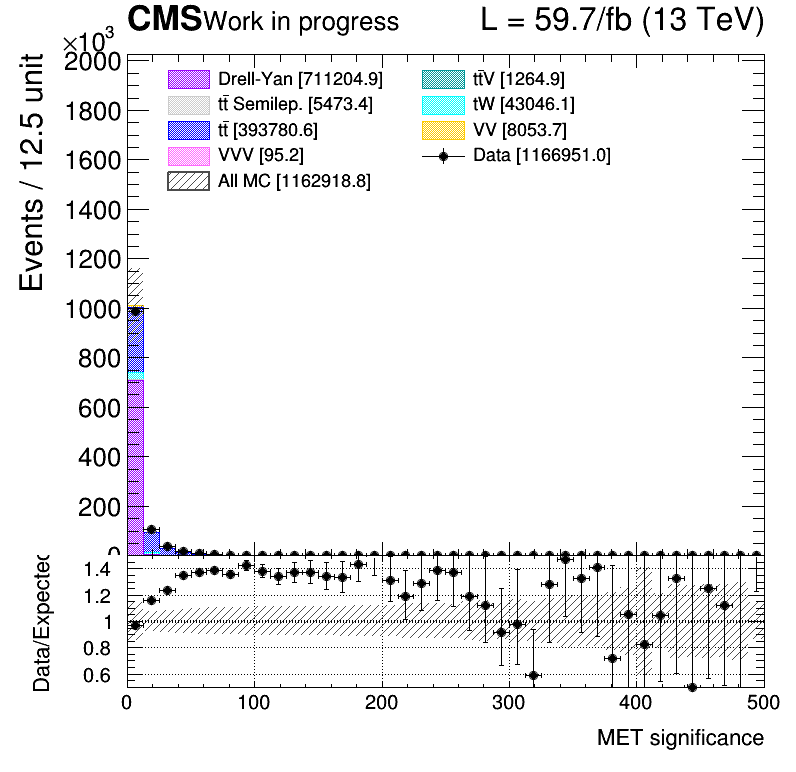 CMS Work in progress L = 59.7/fb (13 TeV)
×10³
2000
1800
1600
1400
1200
1000
800
600
400
200
0
Events / 12.5 unit
Drell-Yan [711204.9]
tt̄ Semilep. [5473.4]
tt̄ [393780.6]
VVV [95.2]
All MC [1162918.8]
tt̄V [1264.9]
tW [43046.1]
VV [8053.7]
Data [1166951.0]
Data/Expected
1.4
1.2
1
0.8
0.6
0 100 200 300 400 500
MET significance